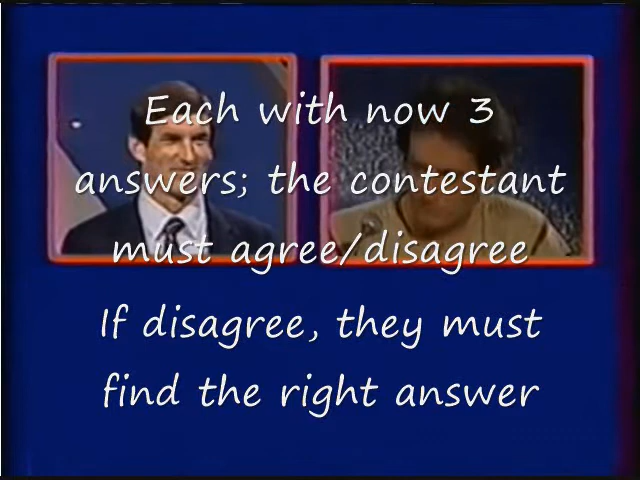 Each with now 3
answers; the contestant
must agree/disagree
If disagree, they must
find the right answer